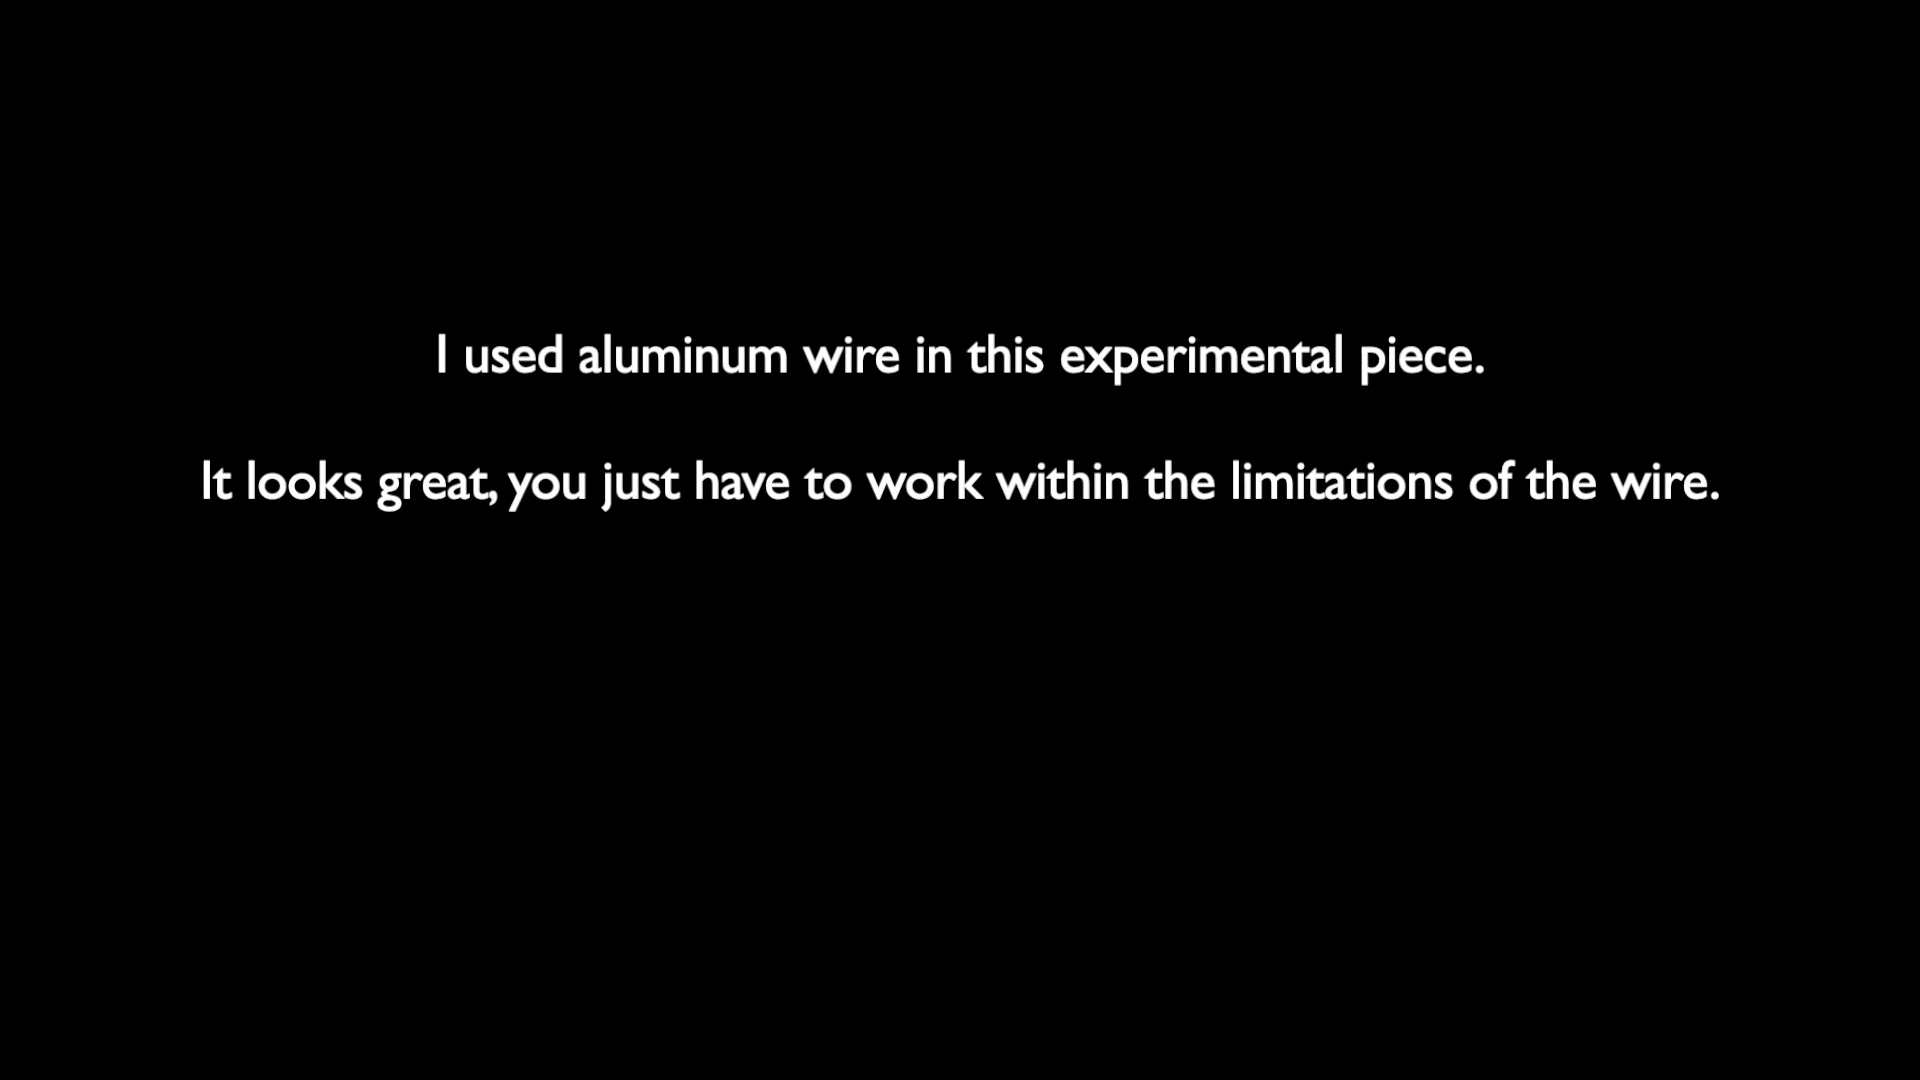 I used aluminum wire in this experimental piece.
It looks great, you just have to work within the limitations of the wire.